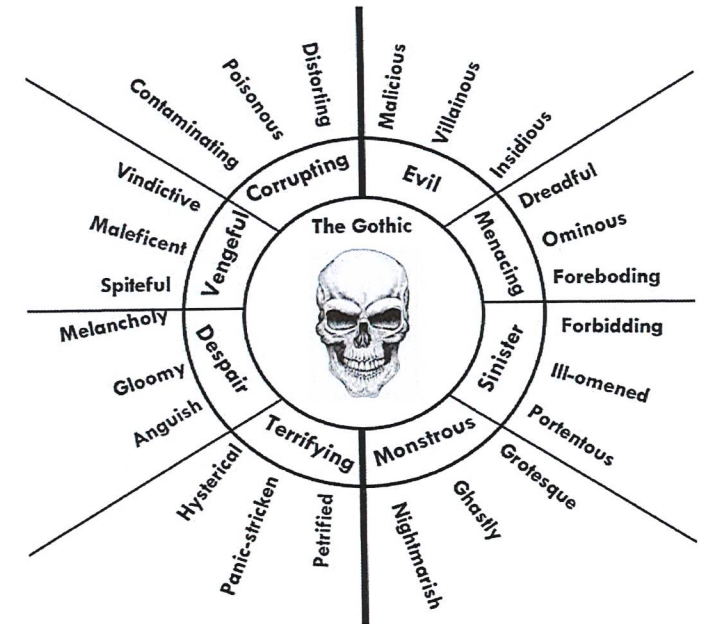 The Gothic
Evil
Malicious
Villainous
Insidious
Menacing
Dreadful
Ominous
Foreboding
Sinister
Forbidding
Ill-omened
Portentous
Monstrous
Grotesque
Ghastly
Nightmarish
Terrifying
Petrified
Panic-stricken
Hysterical
Despair
Anguish
Gloomy
Melancholy
Vengeful
Spiteful
Maleficent
Vindictive
Corrupting
Contaminating
Poisonous
Distorting